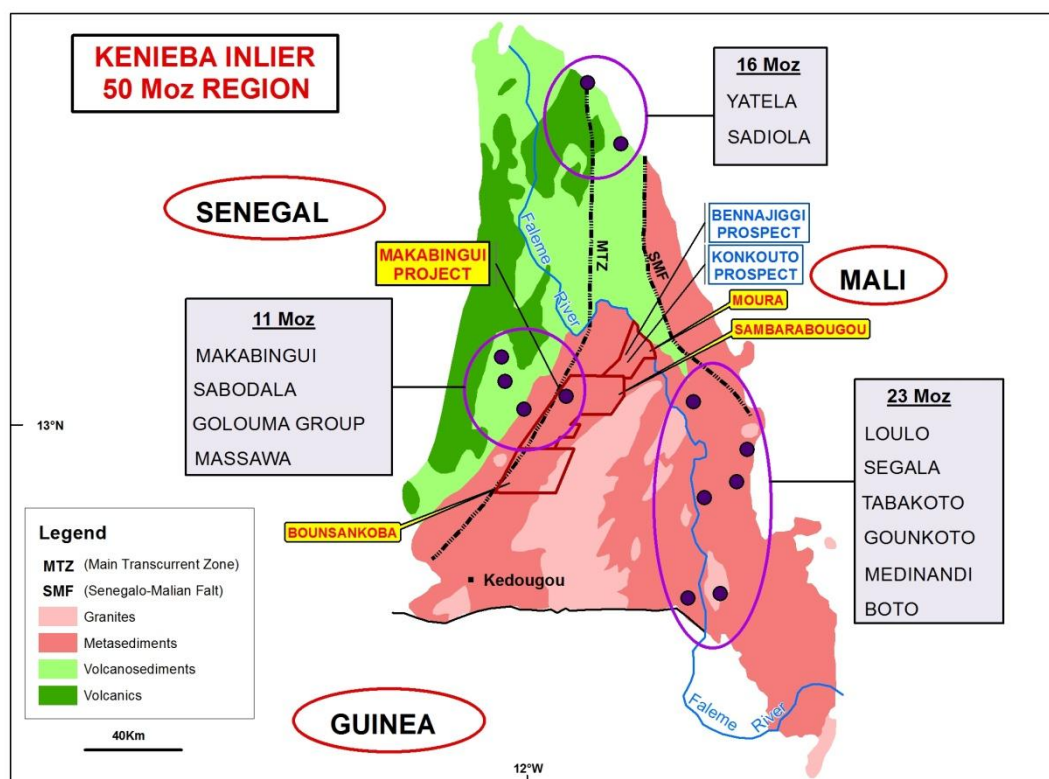 KENIEBA INLIER
50 Moz REGION
16 Moz
YATELA
SADIOLA
SENEGAL
Faleme
River
MTZ
SMF
BENNAJIGGI
PROSPECT
KONKOUTO
PROSPECT
MALI
MAKABINGUI
PROJECT
MOURA
SAMBARABOUGOU
11 Moz
MAKABINGUI
SABODALA
GOLOUMA GROUP
MASSAWA
13°N
23 Moz
LOULO
SEGALA
TABAKOTO
GOUNKOTO
MEDINANDI
BOTO
BOUNSANKOBA
Kedougou
Legend
MTZ (Main Transcurrent Zone)
SMF (Senegalo-Malian Falt)
Granites
Metasediments
Volcanosediments
Volcanics
40Km
GUINEA
Faleme
River
12°W